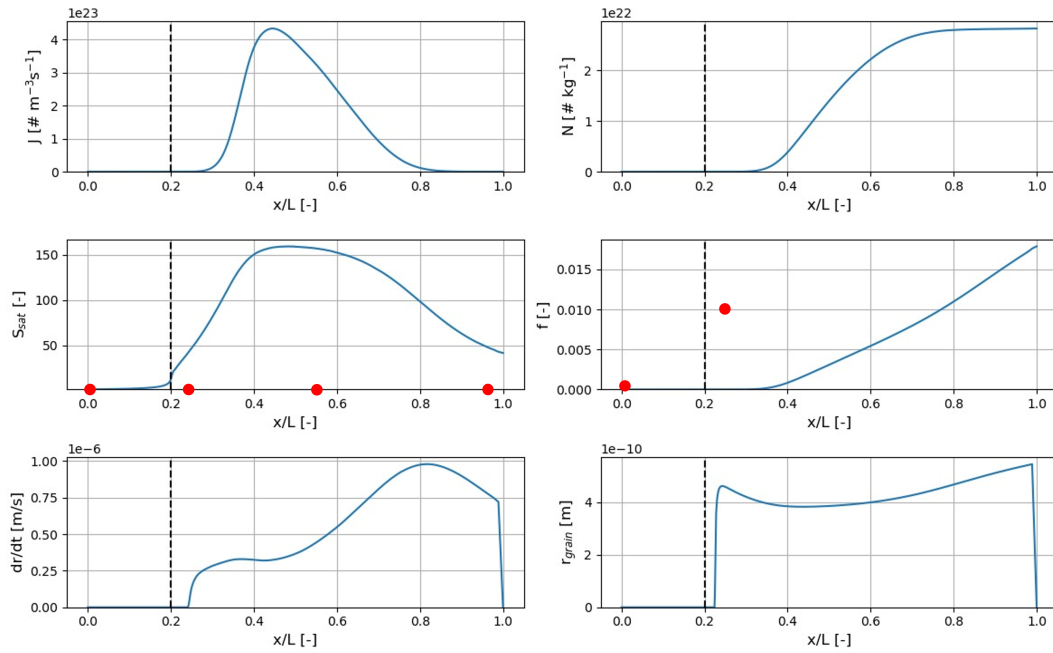 1e23
J [# m⁻³s⁻¹]
4
3
2
1
0
0.0 0.2 0.4 0.6 0.8 1.0
x/L [-]
1e22
N [# kg⁻¹]
2
1
0
0.0 0.2 0.4 0.6 0.8 1.0
x/L [-]
S_sat [-]
150
100
50
0.0 0.2 0.4 0.6 0.8 1.0
x/L [-]
f [-]
0.015
0.010
0.005
0.000
0.0 0.2 0.4 0.6 0.8 1.0
x/L [-]
1e−6
dr/dt [m/s]
1.00
0.75
0.50
0.25
0.00
0.0 0.2 0.4 0.6 0.8 1.0
x/L [-]
1e−10
r_grain [m]
4
2
0
0.0 0.2 0.4 0.6 0.8 1.0
x/L [-]